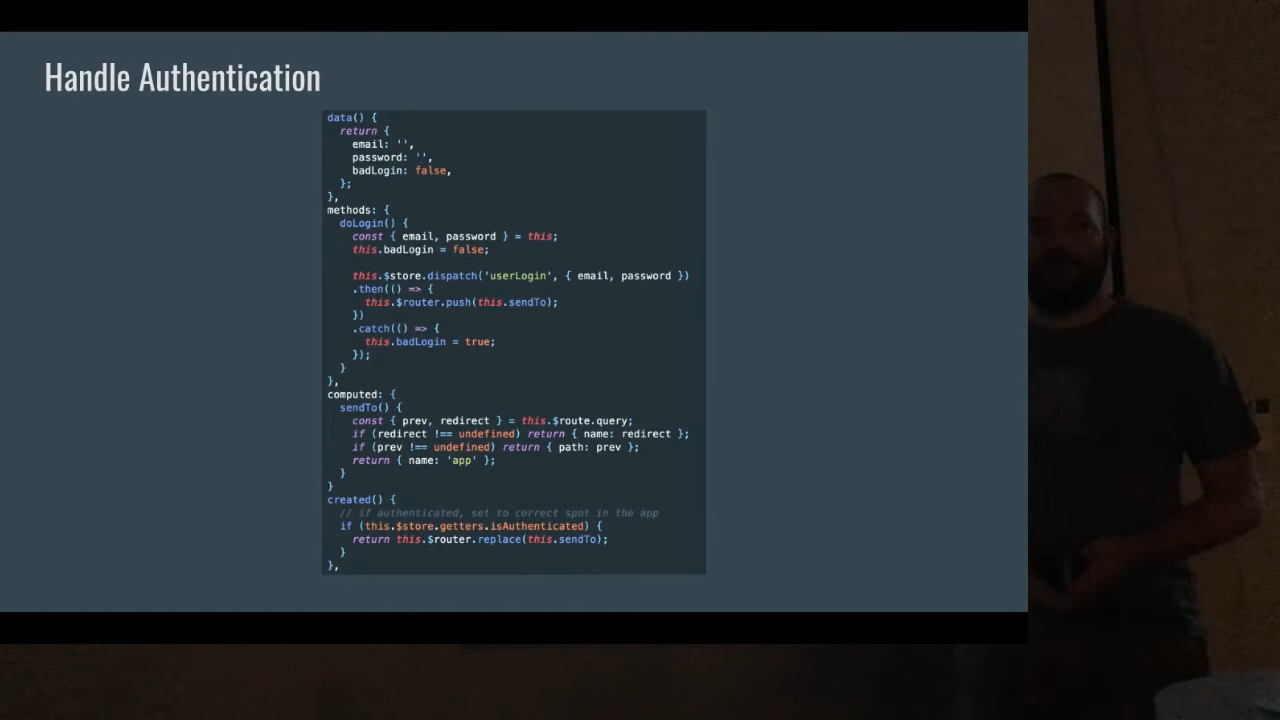 Handle Authentication
data() {
return {
email: '',
password: '',
badLogin: false,
};
},
methods: {
doLogin() {
const { email, password } = this;
this.badLogin = false;
this.$store.dispatch('userLogin', { email, password })
.then(() => {
this.$router.push(this.sendTo);
})
.catch(() => {
this.badLogin = true;
});
}
},
computed: {
sendTo() {
const { prev, redirect } = this.$route.query;
if (redirect !== undefined) return { name: redirect };
if (prev !== undefined) return { path: prev };
return { name: 'app' };
}
}
created() {
// if authenticated, set to correct spot in the app
if (this.$store.getters.isAuthenticated) {
return this.$router.replace(this.sendTo);
}
},